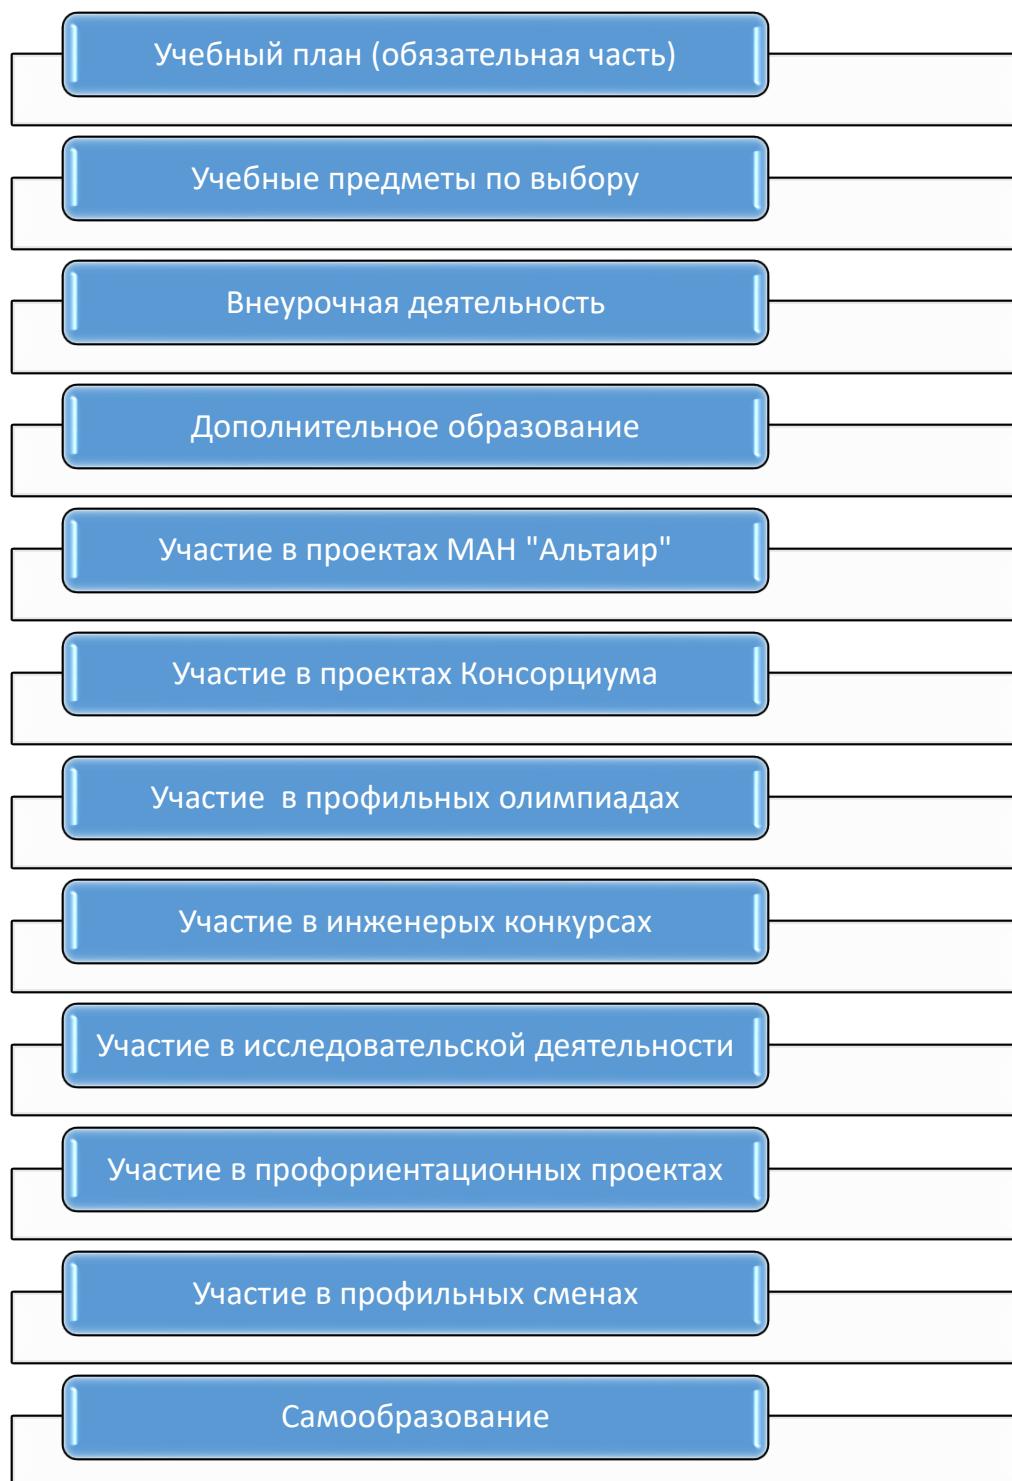 Учебный план (обязательная часть)
Учебные предметы по выбору
Внеурочная деятельность
Дополнительное образование
Участие в проектах МАН "Альтаир"
Участие в проектах Консорциума
Участие  в профильных олимпиадах
Участие в инженерых конкурсах
Участие в исследовательской деятельности
Участие в профориентационных проектах
Участие в профильных сменах
Самообразование